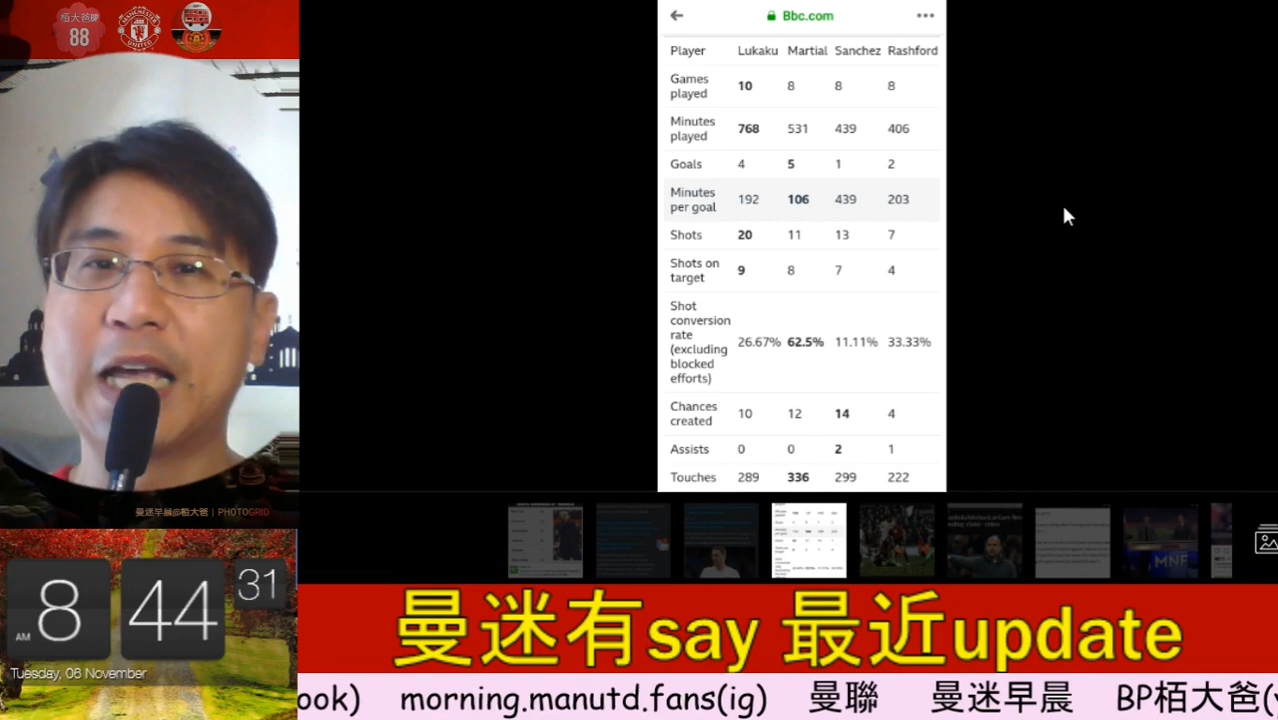 栢大爸
88
MANCHESTER
UNITED
Bbc.com
Player Lukaku Martial Sanchez Rashford
Games played 10 8 8 8
Minutes played 768 531 439 406
Goals 4 5 1 2
Minutes per goal 192 106 439 203
Shots 20 11 13 7
Shots on target 9 8 7 4
Shot conversion rate (excluding blocked efforts) 26.67% 62.5% 11.11% 33.33%
Chances created 10 12 14 4
Assists 0 0 2 1
Touches 289 336 299 222
曼迷早晨@栢大爸 | PHOTOGRID
MNF
AM 8 44 31
Tuesday, 06 November
曼迷有say 最近update
ook) morning.manutd.fans(ig) 曼聯 曼迷早晨 BP栢大爸(